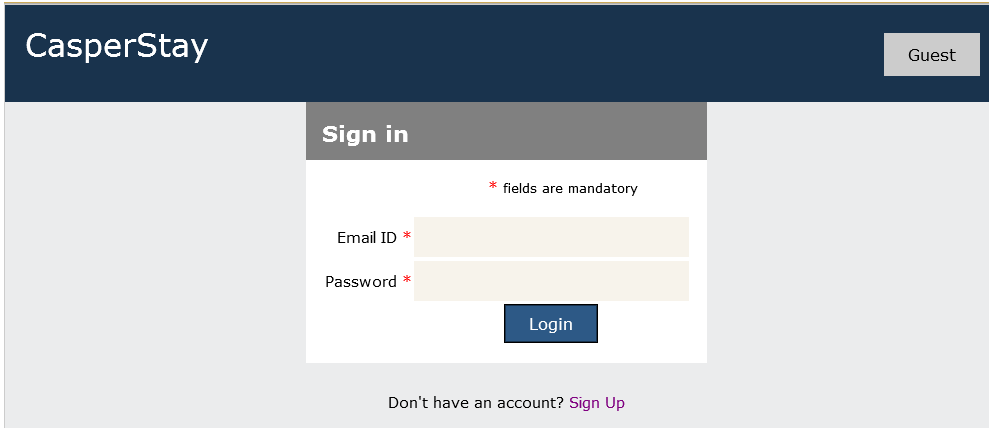 CasperStay
Guest
Sign in
* fields are mandatory
Email ID *
Password *
Login
Don't have an account? Sign Up